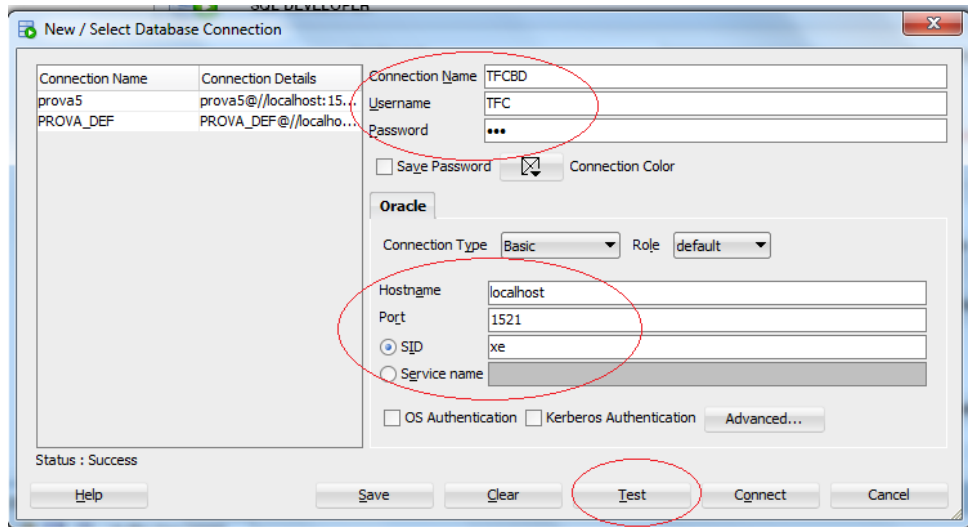 SQL DEVELOPER
New / Select Database Connection
Connection Name Connection Details
prova5 prova5@//localhost:15...
PROVA_DEF PROVA_DEF@//localho...
Connection Name TFCBD
Username TFC
Password •••
Save Password Connection Color
Oracle
Connection Type Basic Role default
Hostname localhost
Port 1521
SID xe
Service name
OS Authentication Kerberos Authentication Advanced...
Status : Success
Help Save Clear Test Connect Cancel